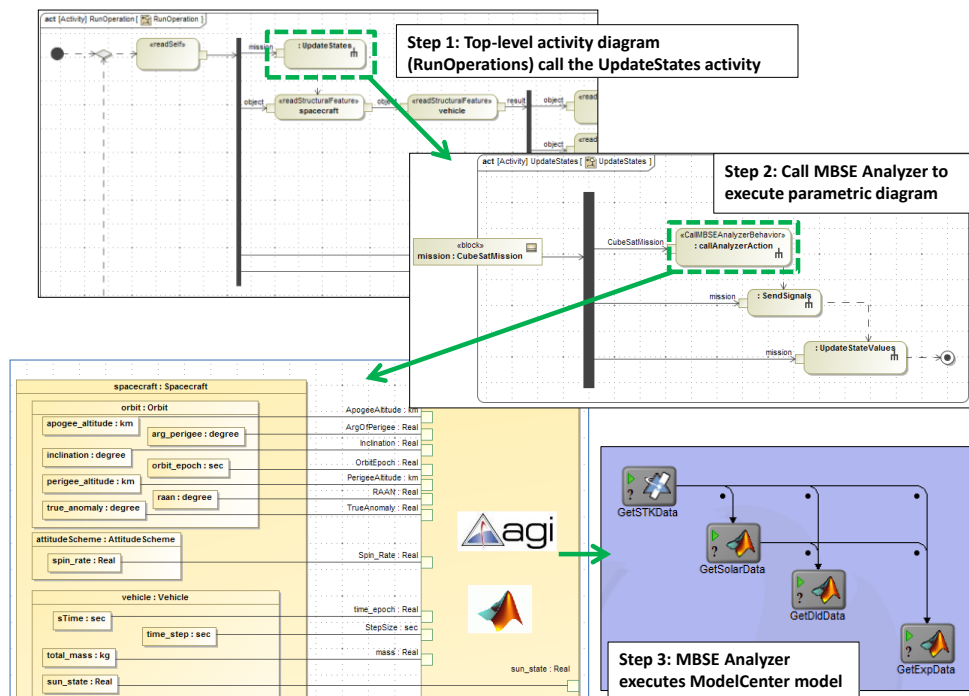 act [Activity] RunOperation [ RunOperation ]
«readSelf»
mission
: UpdateStates
object
«readStructuralFeature»
spacecraft
object
«readStructuralFeature»
vehicle
result
object
«read
object
«read
Step 1: Top-level activity diagram
(RunOperations) call the UpdateStates activity
act [Activity] UpdateStates [ UpdateStates ]
Step 2: Call MBSE Analyzer to
execute parametric diagram
«block»
mission : CubeSatMission
CubeSatMission
«CallMBSEAnalyzerBehavior»
: callAnalyzerAction
mission
: SendSignals
mission
: UpdateStateValues
spacecraft : Spacecraft
orbit : Orbit
apogee_altitude : km
arg_perigee : degree
inclination : degree
orbit_epoch : sec
perigee_altitude : km
raan : degree
true_anomaly : degree
ApogeeAltitude : km
ArgOfPerigee : Real
Inclination : Real
OrbitEpoch : Real
PerigeeAltitude : km
RAAN : Real
TrueAnomaly : Real
attitudeScheme : AttitudeScheme
spin_rate : Real
Spin_Rate : Real
vehicle : Vehicle
sTime : sec
time_step : sec
total_mass : kg
sun_state : Real
time_epoch : Real
StepSize : sec
mass : Real
sun_state : Real
agi
?
GetSTKData
?
GetSolarData
?
GetDldData
?
GetExpData
Step 3: MBSE Analyzer
executes ModelCenter model